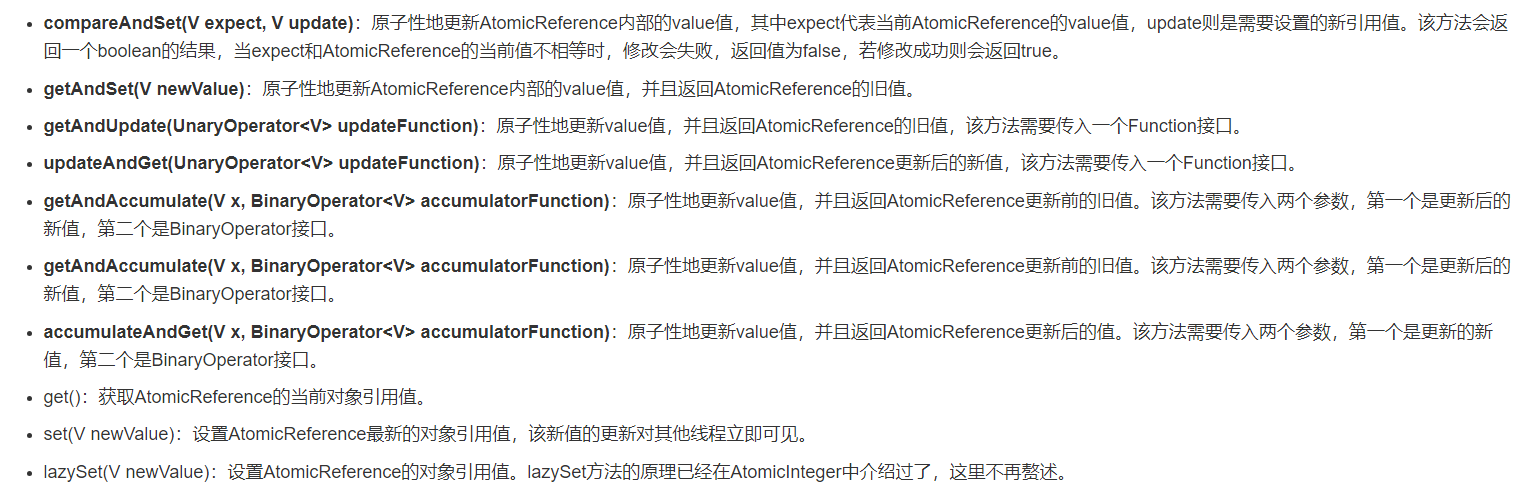 • compareAndSet(V expect, V update)：原子性地更新AtomicReference内部的value值，其中expect代表当前AtomicReference的value值，update则是需要设置的新引用值。该方法会返
回一个boolean的结果，当expect和AtomicReference的当前值不相等时，修改会失败，返回值为false，若修改成功则会返回true。
• getAndSet(V newValue)：原子性地更新AtomicReference内部的value值，并且返回AtomicReference的旧值。
• getAndUpdate(UnaryOperator<V> updateFunction)：原子性地更新value值，并且返回AtomicReference的旧值，该方法需要传入一个Function接口。
• updateAndGet(UnaryOperator<V> updateFunction)：原子性地更新value值，并且返回AtomicReference更新后的新值，该方法需要传入一个Function接口。
• getAndAccumulate(V x, BinaryOperator<V> accumulatorFunction)：原子性地更新value值，并且返回AtomicReference更新前的旧值。该方法需要传入两个参数，第一个是更新后的
新值，第二个是BinaryOperator接口。
• getAndAccumulate(V x, BinaryOperator<V> accumulatorFunction)：原子性地更新value值，并且返回AtomicReference更新前的旧值。该方法需要传入两个参数，第一个是更新后的
新值，第二个是BinaryOperator接口。
• accumulateAndGet(V x, BinaryOperator<V> accumulatorFunction)：原子性地更新value值，并且返回AtomicReference更新后的值。该方法需要传入两个参数，第一个是更新的新
值，第二个是BinaryOperator接口。
• get()：获取AtomicReference的当前对象引用值。
• set(V newValue)：设置AtomicReference最新的对象引用值，该新值的更新对其他线程立即可见。
• lazySet(V newValue)：设置AtomicReference的对象引用值。lazySet方法的原理已经在AtomicInteger中介绍过了，这里不再赘述。